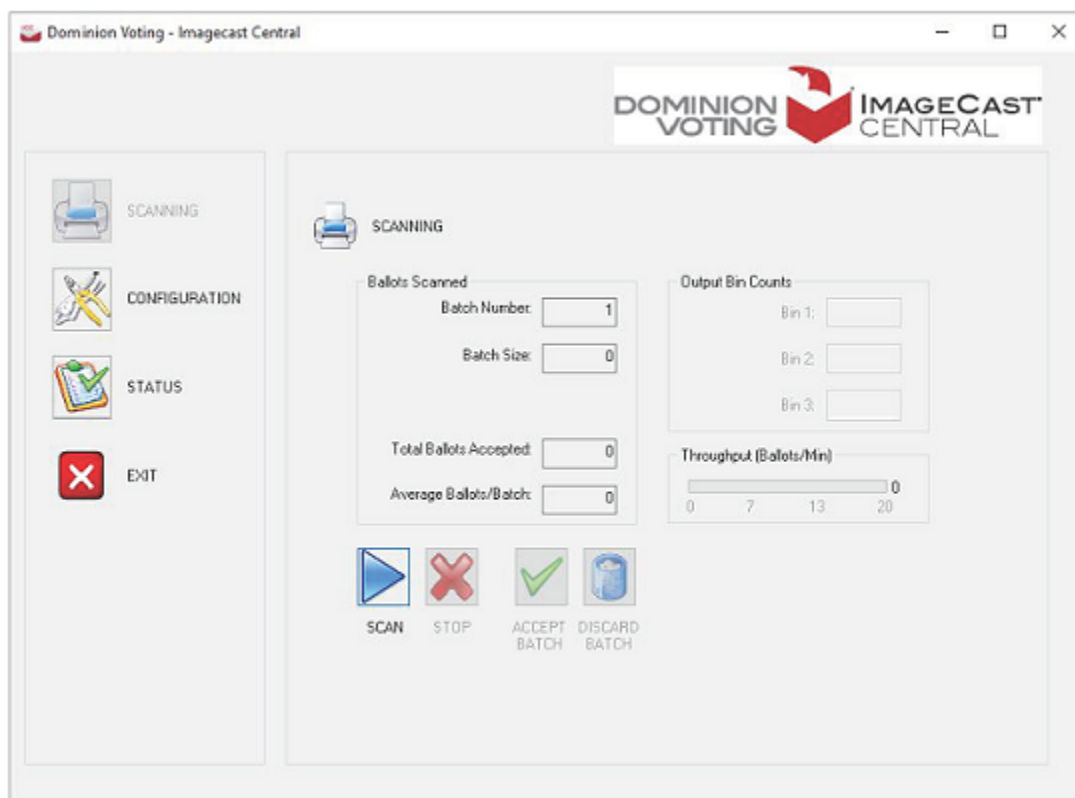 Dominion Voting - Imagecast Central
DOMINION VOTING IMAGECAST® CENTRAL
SCANNING
CONFIGURATION
STATUS
EXIT
SCANNING
Ballots Scanned
Batch Number: 1
Batch Size: 0
Total Ballots Accepted: 0
Average Ballots/Batch: 0
Output Bin Counts
Bin 1:
Bin 2:
Bin 3:
Throughput (Ballots/Min)
0
0 7 13 20
SCAN
STOP
ACCEPT
BATCH
DISCARD
BATCH